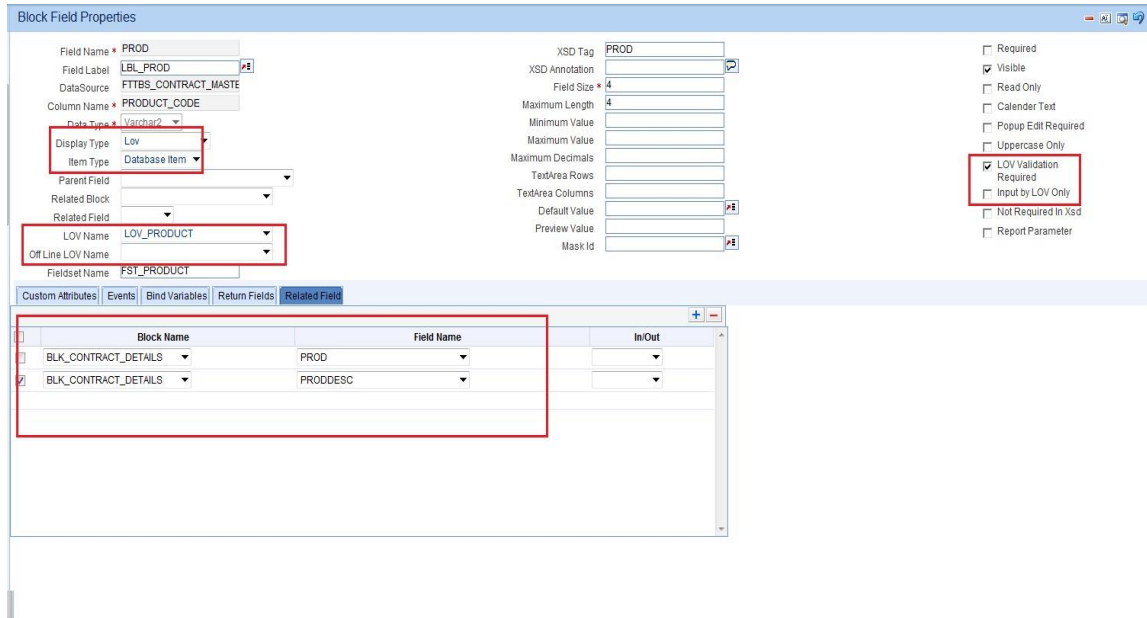 Block Field Properties
Field Name * PROD
Field Label LBL_PROD
DataSource FTTBS_CONTRACT_MASTE
Column Name * PRODUCT_CODE
Data Type * Varchar2
Display Type Lov
Item Type Database Item
Parent Field
Related Block
Related Field
LOV Name LOV_PRODUCT
Off Line LOV Name
Fieldset Name FST_PRODUCT
XSD Tag PROD
XSD Annotation
Field Size * 4
Maximum Length 4
Minimum Value
Maximum Value
Maximum Decimals
TextArea Rows
TextArea Columns
Default Value
Preview Value
Mask Id
Required
Visible
Read Only
Calender Text
Popup Edit Required
Uppercase Only
LOV Validation
Required
Input by LOV Only
Not Required In Xsd
Report Parameter
Custom Attributes Events Bind Variables Return Fields Related Field
Block Name Field Name In/Out
BLK_CONTRACT_DETAILS PROD
BLK_CONTRACT_DETAILS PRODDESC